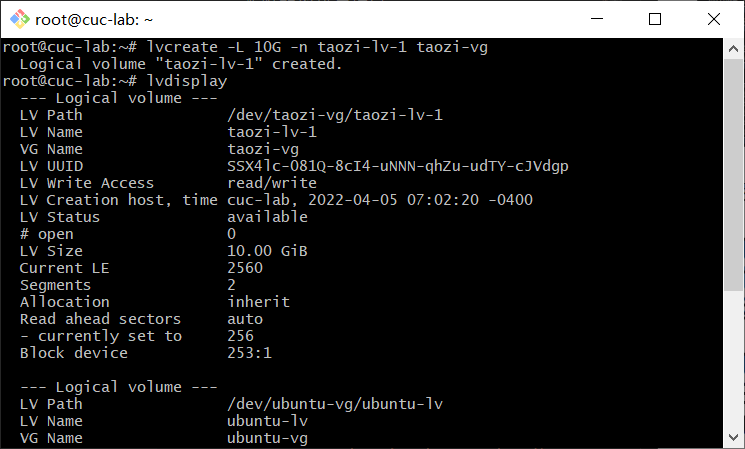 root@cuc-lab: ~
root@cuc-lab:~# lvcreate -L 10G -n taozi-lv-1 taozi-vg
  Logical volume "taozi-lv-1" created.
root@cuc-lab:~# lvdisplay
  --- Logical volume ---
  LV Path                /dev/taozi-vg/taozi-lv-1
  LV Name                taozi-lv-1
  VG Name                taozi-vg
  LV UUID                SSX4lc-O81Q-8cI4-uNNN-qhZu-udTY-cJVdgp
  LV Write Access        read/write
  LV Creation host, time cuc-lab, 2022-04-05 07:02:20 -0400
  LV Status              available
  # open                 0
  LV Size                10.00 GiB
  Current LE             2560
  Segments               2
  Allocation             inherit
  Read ahead sectors     auto
  - currently set to     256
  Block device           253:1
  --- Logical volume ---
  LV Path                /dev/ubuntu-vg/ubuntu-lv
  LV Name                ubuntu-lv
  VG Name                ubuntu-vg